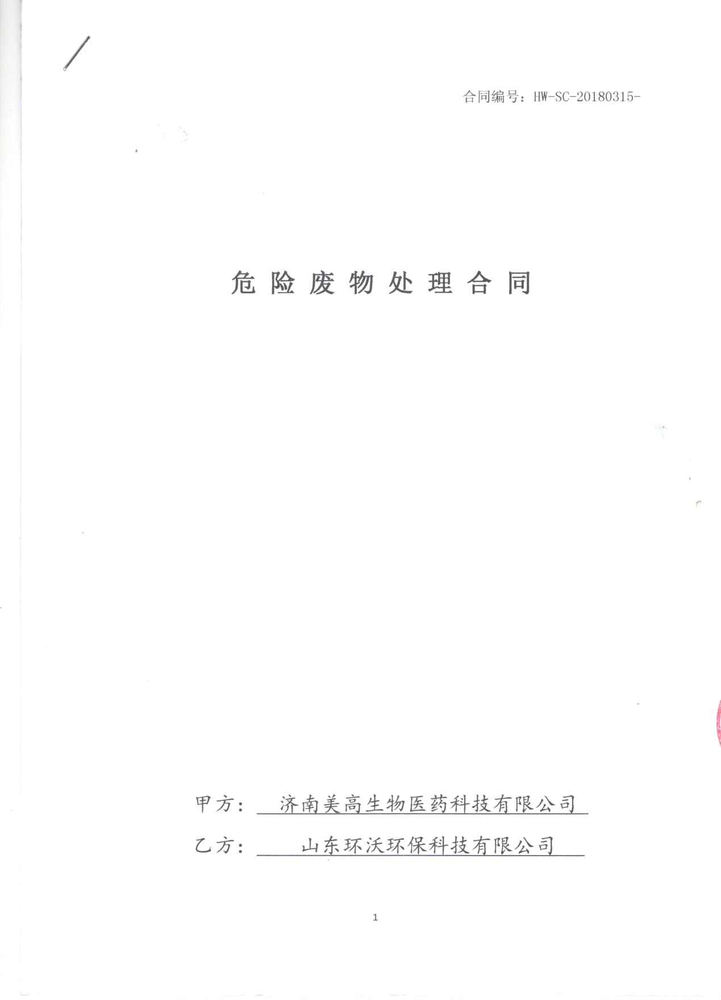 合同编号：HW-SC-20180315-
危险废物处理合同
甲方：济南美高生物医药科技有限公司
乙方：山东环沃环保科技有限公司
1